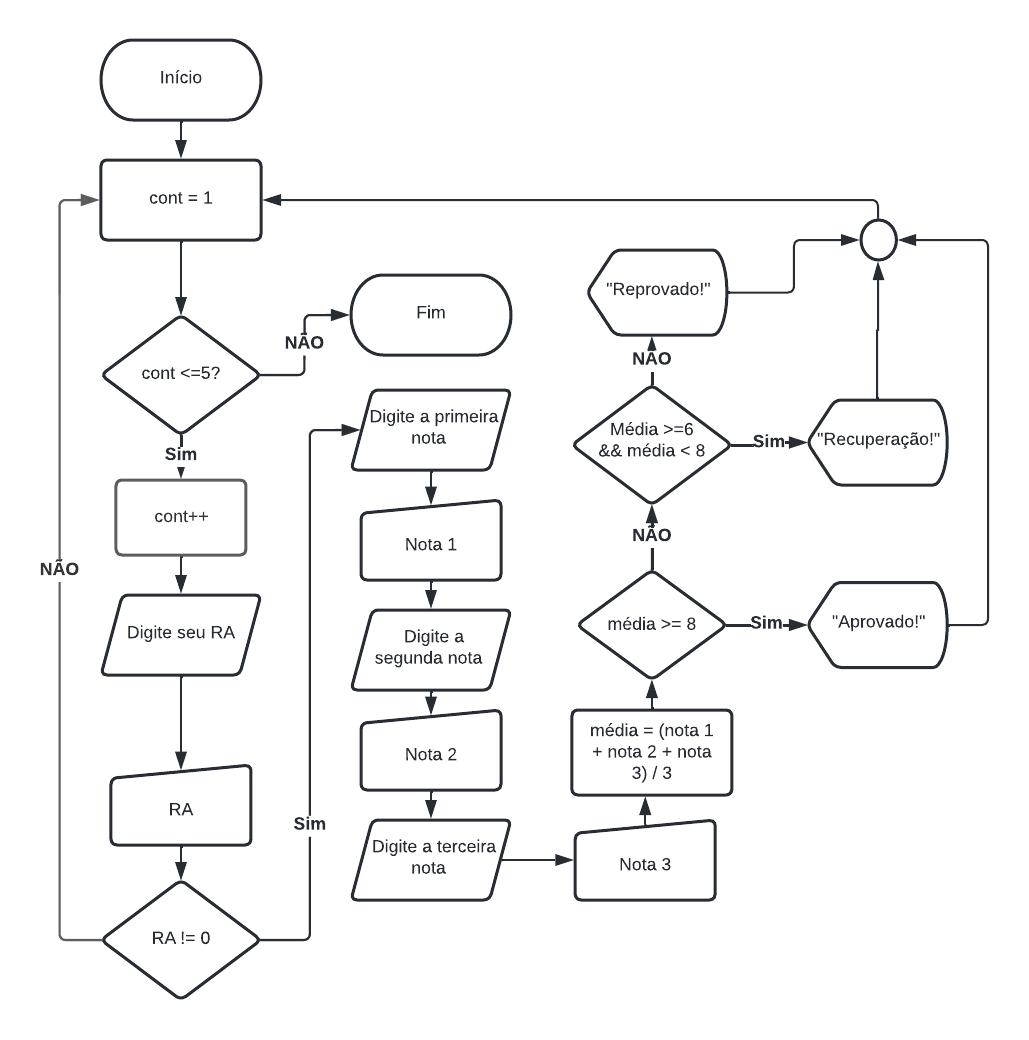 Início
cont = 1
cont <=5?
NÃO
Fim
Sim
cont++
Digite seu RA
RA
RA != 0
NÃO
Sim
Digite a primeira
nota
Nota 1
Digite a
segunda nota
Nota 2
Digite a terceira
nota
Nota 3
média = (nota 1
+ nota 2 + nota
3) / 3
média >= 8
Sim
"Aprovado!"
NÃO
Média >=6
&& média < 8
Sim
"Recuperação!"
NÃO
"Reprovado!"